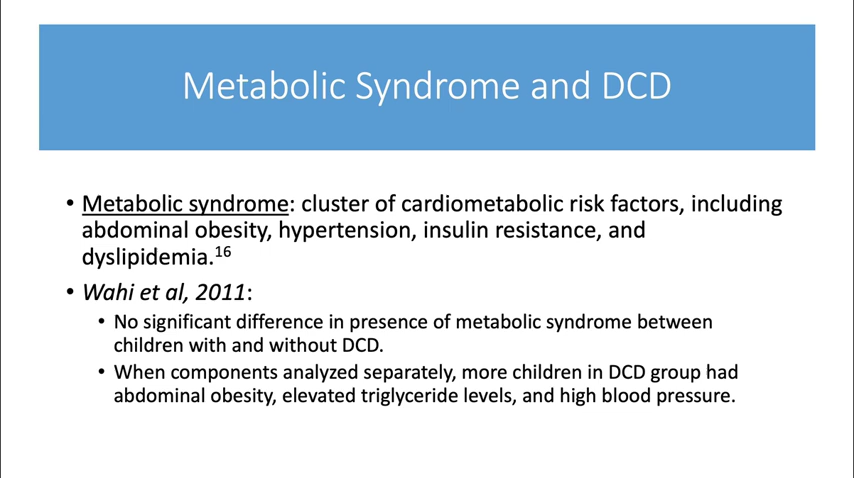 Metabolic Syndrome and DCD
• Metabolic syndrome: cluster of cardiometabolic risk factors, including
abdominal obesity, hypertension, insulin resistance, and
dyslipidemia.16
• Wahi et al, 2011:
• No significant difference in presence of metabolic syndrome between
children with and without DCD.
• When components analyzed separately, more children in DCD group had
abdominal obesity, elevated triglyceride levels, and high blood pressure.